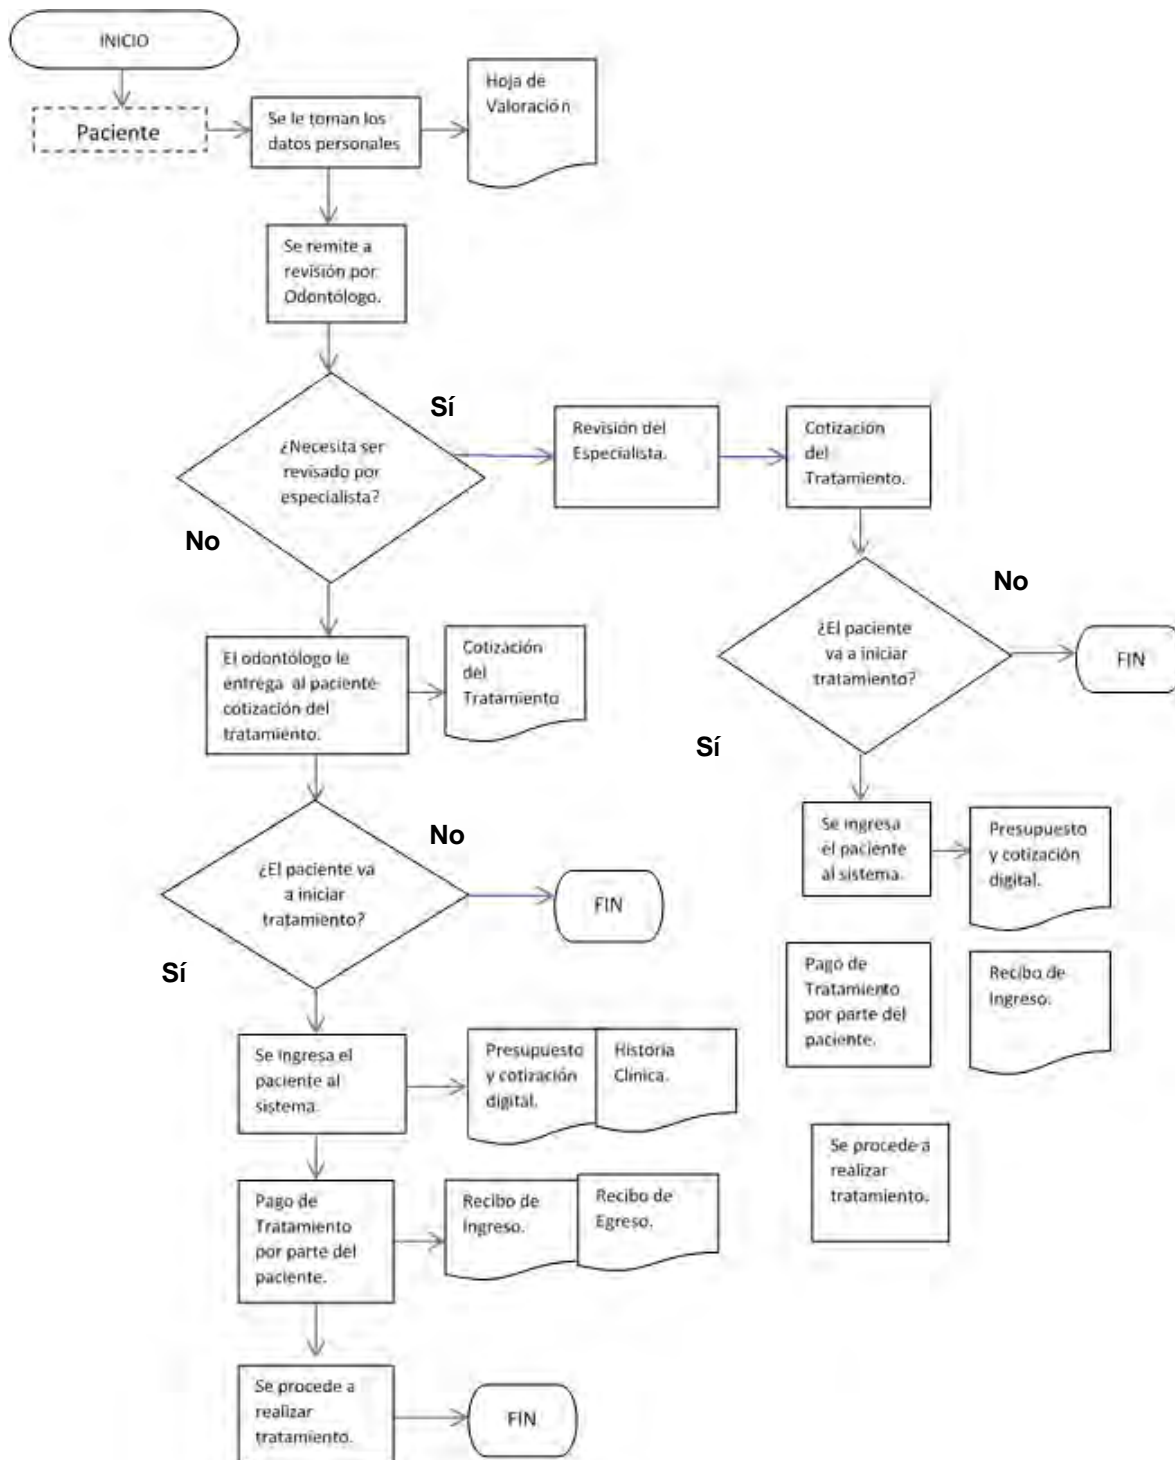 INICIO
Paciente
Se le toman los
datos personales
Hoja de
Valoración
Se remite a
revisión por
Odontólogo.
¿Necesita ser
revisado por
especialista?
Sí
No
Revisión del
Especialista.
Cotización
del
Tratamiento.
¿El paciente
va a iniciar
tratamiento?
No
FIN
Sí
El odontólogo le
entrega al paciente
cotización del
tratamiento.
Cotización
del
Tratamiento
¿El paciente va
a iniciar
tratamiento?
No
FIN
Sí
Se ingresa
el paciente
al sistema.
Presupuesto
y cotización
digital.
Pago de
Tratamiento
por parte del
paciente.
Recibo de
Ingreso.
Se procede a
realizar
tratamiento.
Se ingresa el
paciente al
sistema.
Presupuesto
y cotización
digital.
Historia
Clinica.
Pago de
Tratamiento
por parte del
paciente.
Recibo de
Ingreso.
Recibo de
Egreso.
Se procede a
realizar
tratamiento.
FIN